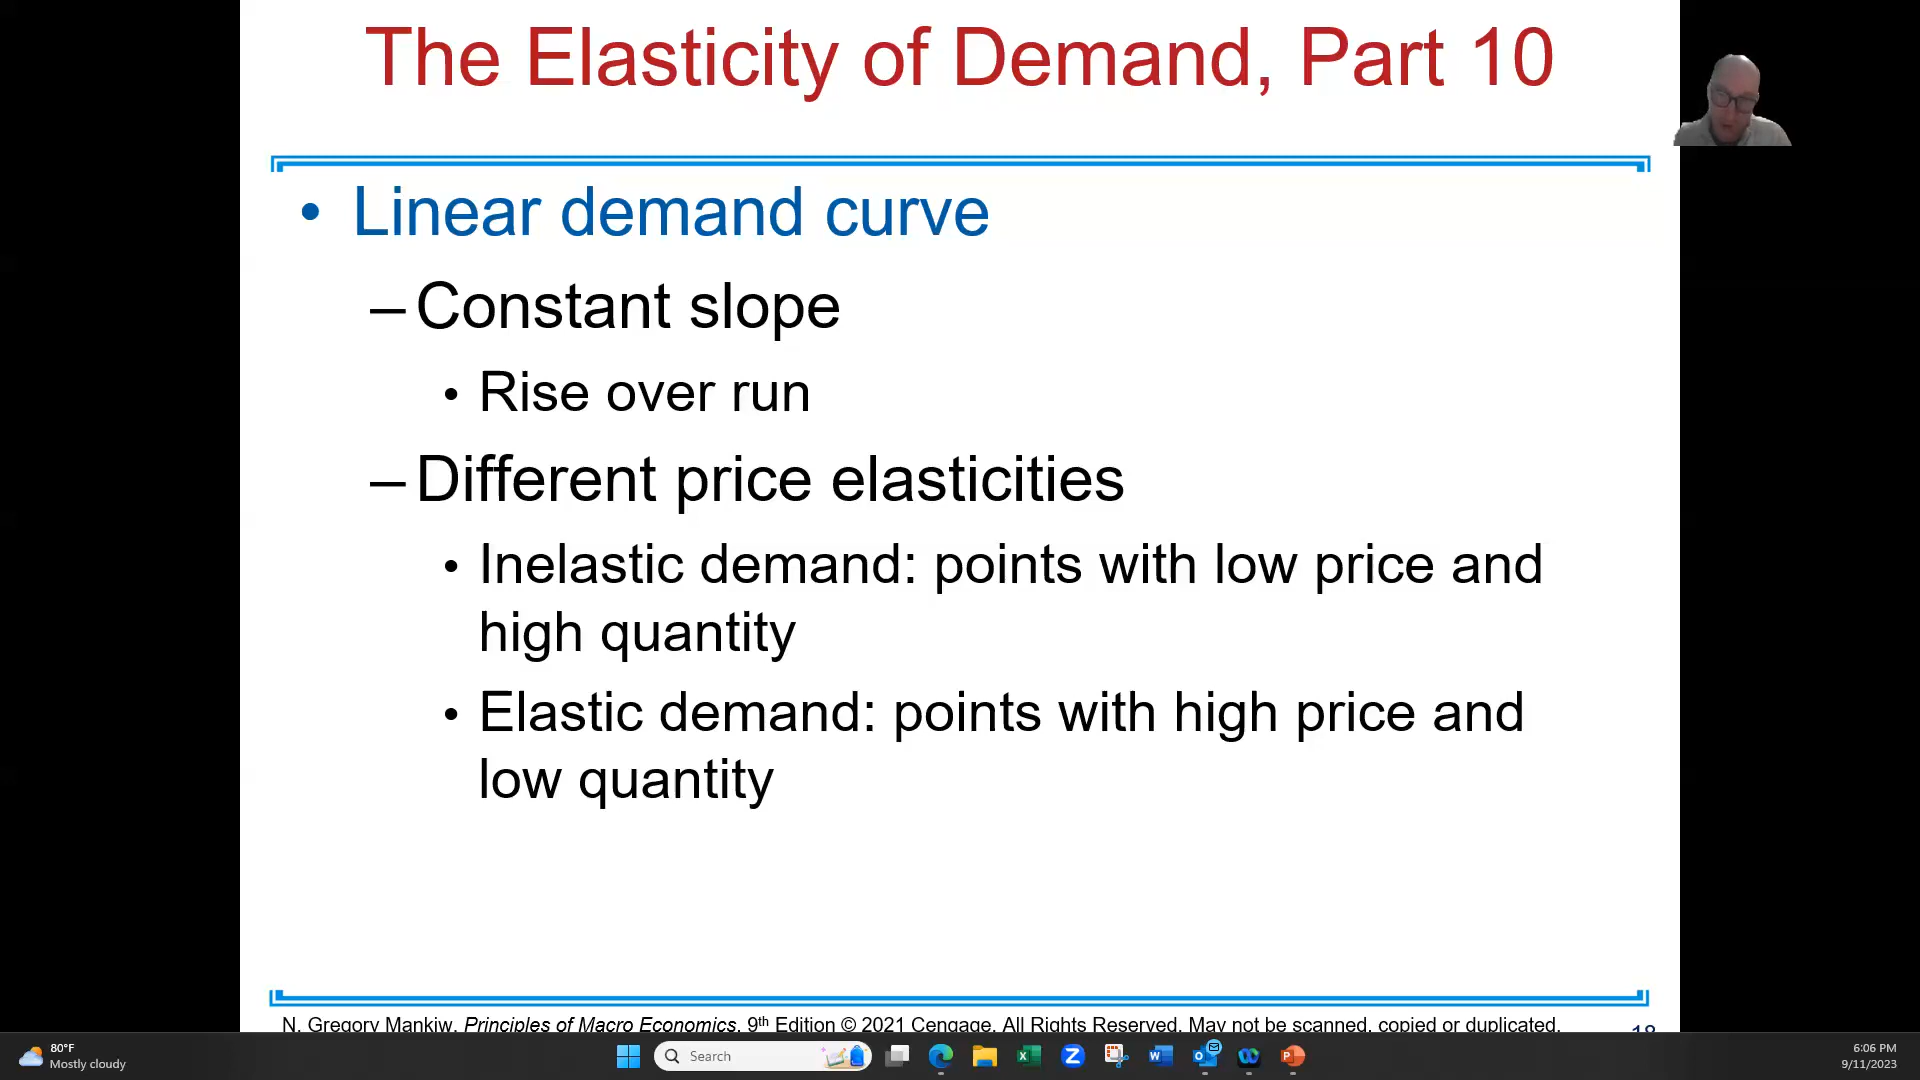 The Elasticity of Demand, Part 10
• Linear demand curve
– Constant slope
• Rise over run
– Different price elasticities
• Inelastic demand: points with low price and
high quantity
• Elastic demand: points with high price and
low quantity
N. Gregory Mankiw, Principles of Macro Economics, 9th Edition © 2021 Cengage. All Rights Reserved. May not be scanned, copied or duplicated,
80°F
Mostly cloudy
Search
6:06 PM
9/11/2023